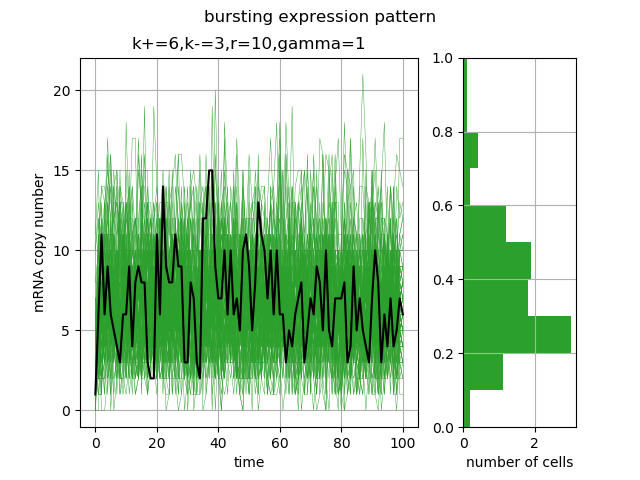 bursting expression pattern
k+=6,k-=3,r=10,gamma=1
mRNA copy number
20
15
10
5
0
0 20 40 60 80 100
time
1.0
0.8
0.6
0.4
0.2
0.0
0 2
number of cells